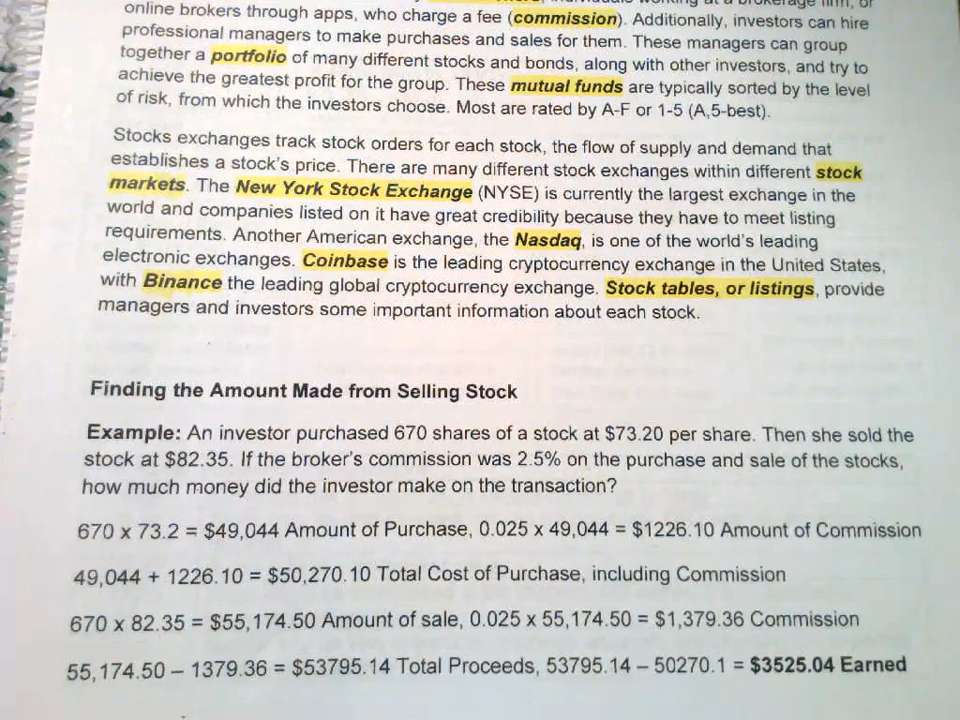 online brokers through apps, who charge a fee (commission). Additionally, investors can hire
professional managers to make purchases and sales for them. These managers can group
together a portfolio of many different stocks and bonds, along with other investors, and try to
achieve the greatest profit for the group. These mutual funds are typically sorted by the level
of risk, from which the investors choose. Most are rated by A-F or 1-5 (A,5-best).
Stocks exchanges track stock orders for each stock, the flow of supply and demand that
establishes a stock's price. There are many different stock exchanges within different stock
markets. The New York Stock Exchange (NYSE) is currently the largest exchange in the
world and companies listed on it have great credibility because they have to meet listing
requirements. Another American exchange, the Nasdaq, is one of the world's leading
electronic exchanges. Coinbase is the leading cryptocurrency exchange in the United States,
with Binance the leading global cryptocurrency exchange. Stock tables, or listings, provide
managers and investors some important information about each stock.
Finding the Amount Made from Selling Stock
Example: An investor purchased 670 shares of a stock at $73.20 per share. Then she sold the
stock at $82.35. If the broker's commission was 2.5% on the purchase and sale of the stocks,
how much money did the investor make on the transaction?
670 x 73.2 = $49,044 Amount of Purchase, 0.025 x 49,044 = $1226.10 Amount of Commission
49,044 + 1226.10 = $50,270.10 Total Cost of Purchase, including Commission
670 x 82.35 = $55,174.50 Amount of sale, 0.025 x 55,174.50 = $1,379.36 Commission
55,174.50 – 1379.36 = $53795.14 Total Proceeds, 53795.14 – 50270.1 = $3525.04 Earned